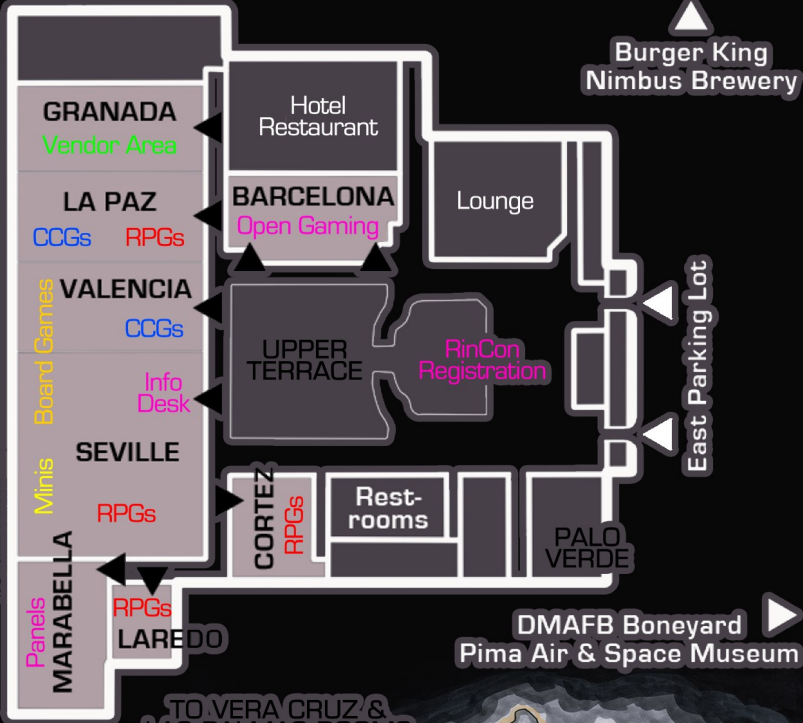 Burger King
Nimbus Brewery
GRANADA
Vendor Area
Hotel
Restaurant
LA PAZ
CCGs RPGs
BARCELONA
Open Gaming
Lounge
VALENCIA
CCGs
Board Games
UPPER
TERRACE
RinCon
Registration
East Parking Lot
Info
Desk
SEVILLE
Minis
RPGs
CORTEZ
RPGs
Rest-
rooms
PALO
VERDE
Panels
MARABELLA
RPGs
LAREDO
DMAFB Boneyard
Pima Air & Space Museum
TO VERA CRUZ &